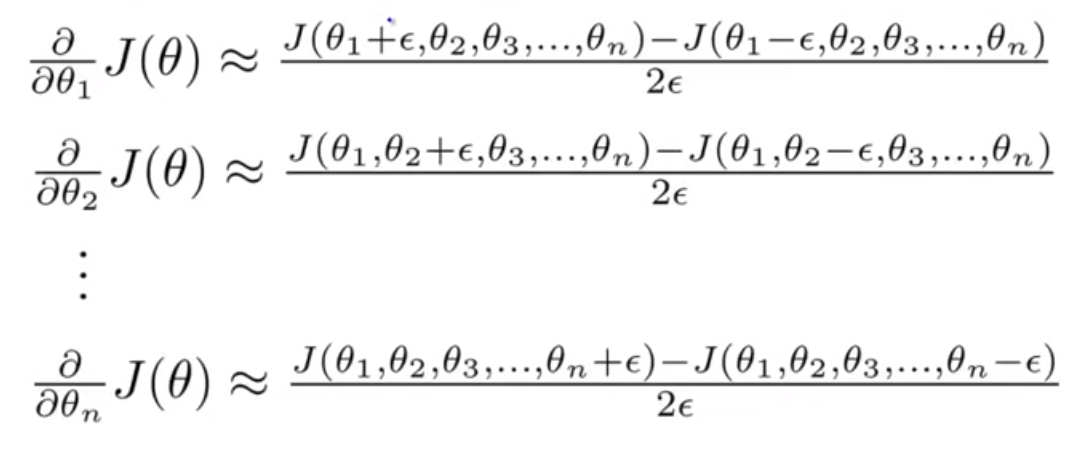 ∂/∂θ₁ J(θ) ≈ (J(θ₁+ϵ,θ₂,θ₃,...,θₙ)−J(θ₁−ϵ,θ₂,θ₃,...,θₙ))/2ϵ
∂/∂θ₂ J(θ) ≈ (J(θ₁,θ₂+ϵ,θ₃,...,θₙ)−J(θ₁,θ₂−ϵ,θ₃,...,θₙ))/2ϵ
⋮
∂/∂θₙ J(θ) ≈ (J(θ₁,θ₂,θ₃,...,θₙ+ϵ)−J(θ₁,θ₂,θ₃,...,θₙ−ϵ))/2ϵ